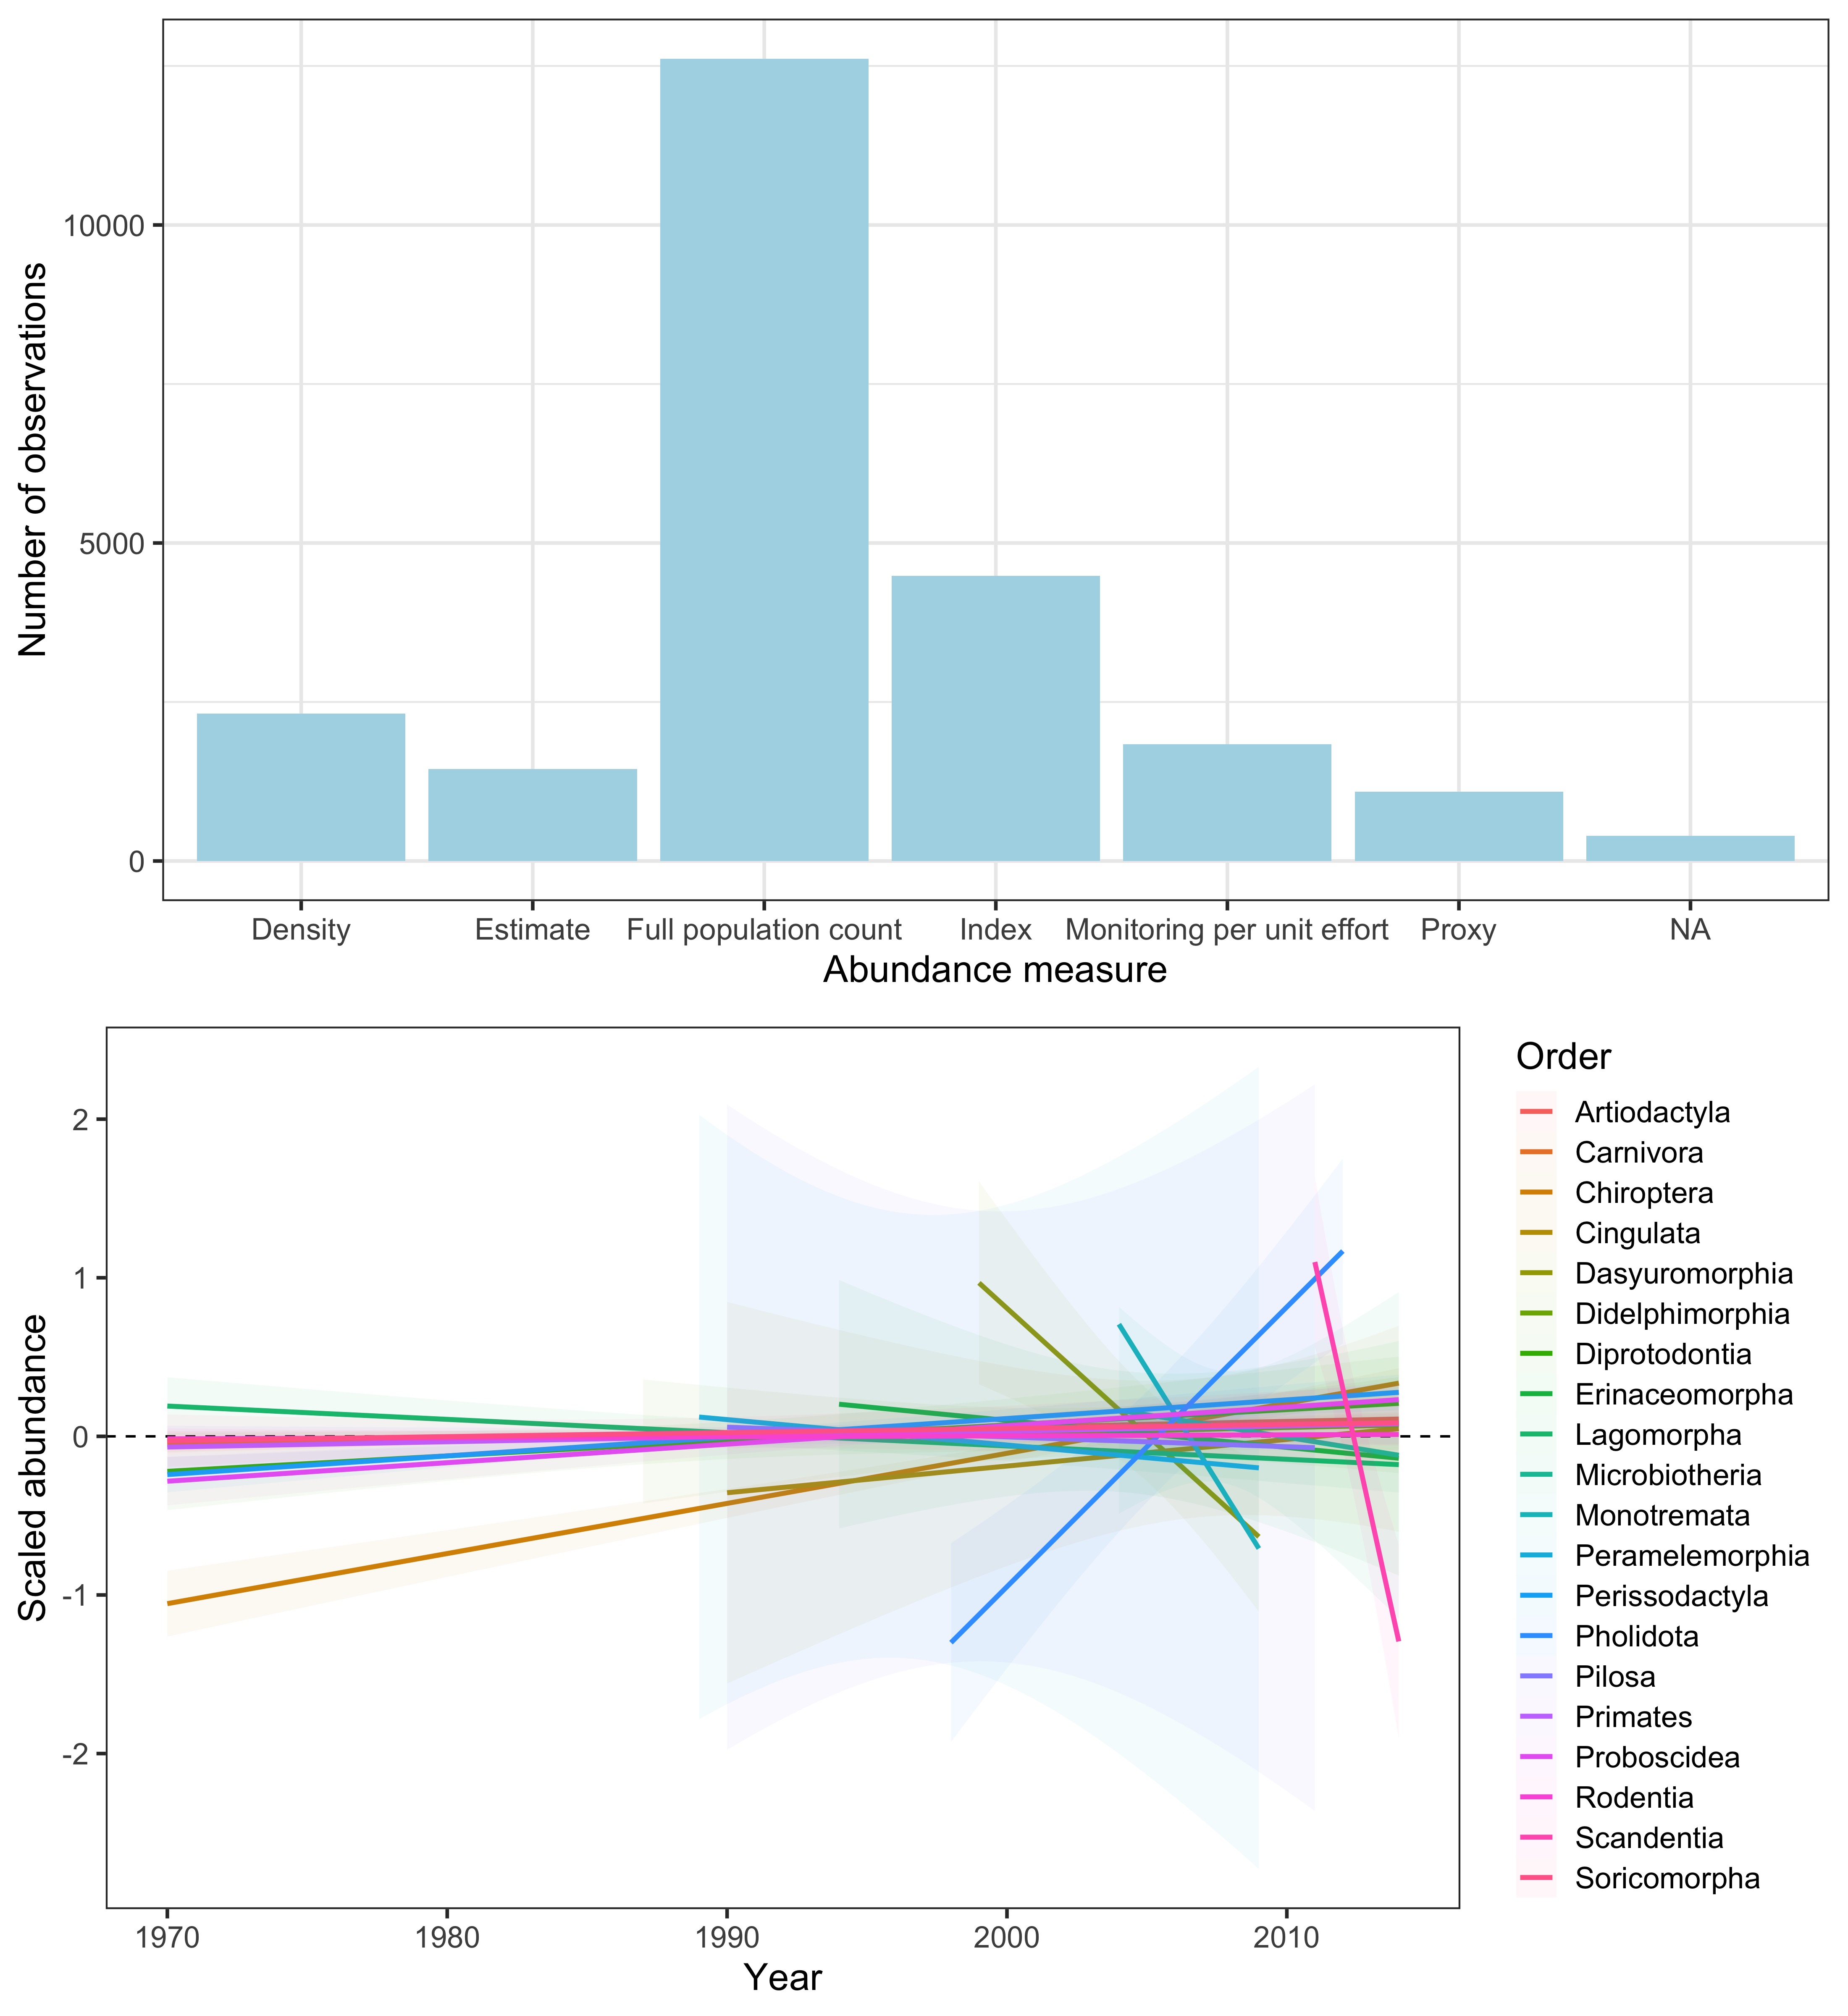 Number of observations
10000
5000
0
Density
Estimate
Full population count
Index
Monitoring per unit effort
Proxy
NA
Abundance measure
Scaled abundance
2
1
0
-1
-2
1970
1980
1990
2000
2010
Year
Order
Artiodactyla
Carnivora
Chiroptera
Cingulata
Dasyuromorphia
Didelphimorphia
Diprotodontia
Erinaceomorpha
Lagomorpha
Microbiotheria
Monotremata
Peramelemorphia
Perissodactyla
Pholidota
Pilosa
Primates
Proboscidea
Rodentia
Scandentia
Soricomorpha